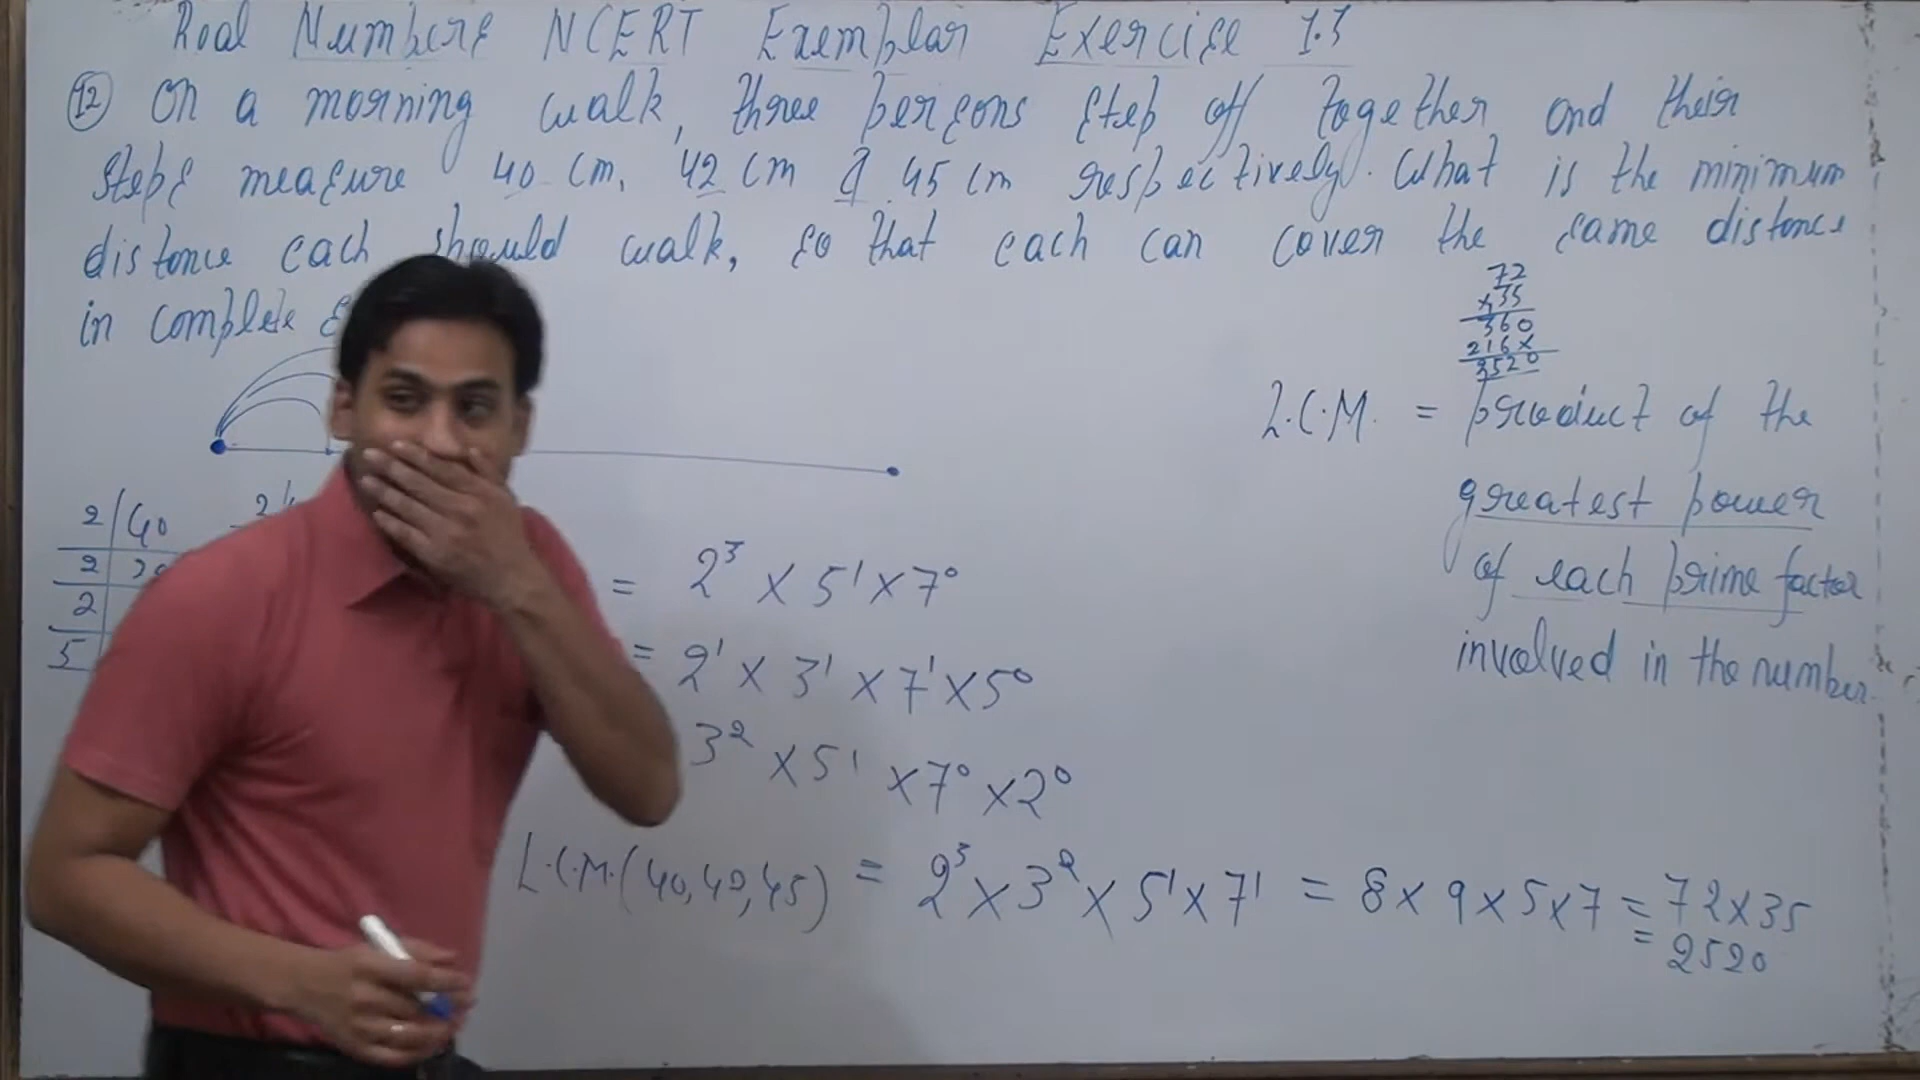 Real Numbers NCERT Exemplar Exercise 1.3
12 On a morning walk, three persons step off together and their
steps measure 40 cm, 42 cm & 45 cm respectively. What is the minimum
distance each should walk, so that each can cover the same distance
in complete
72
×35
360
216×
2520
L.C.M. = product of the
greatest power
of each prime factor
involved in the number.
2 | 40
2 | 20
2
5
2
= 2³ × 5¹ × 7⁰
= 2¹ × 3¹ × 7¹ × 5⁰
3² × 5¹ × 7⁰ × 2⁰
L.C.M.(40,42,45) = 2³ × 3² × 5¹ × 7¹ = 8 × 9 × 5 × 7 = 72 × 35
= 2520